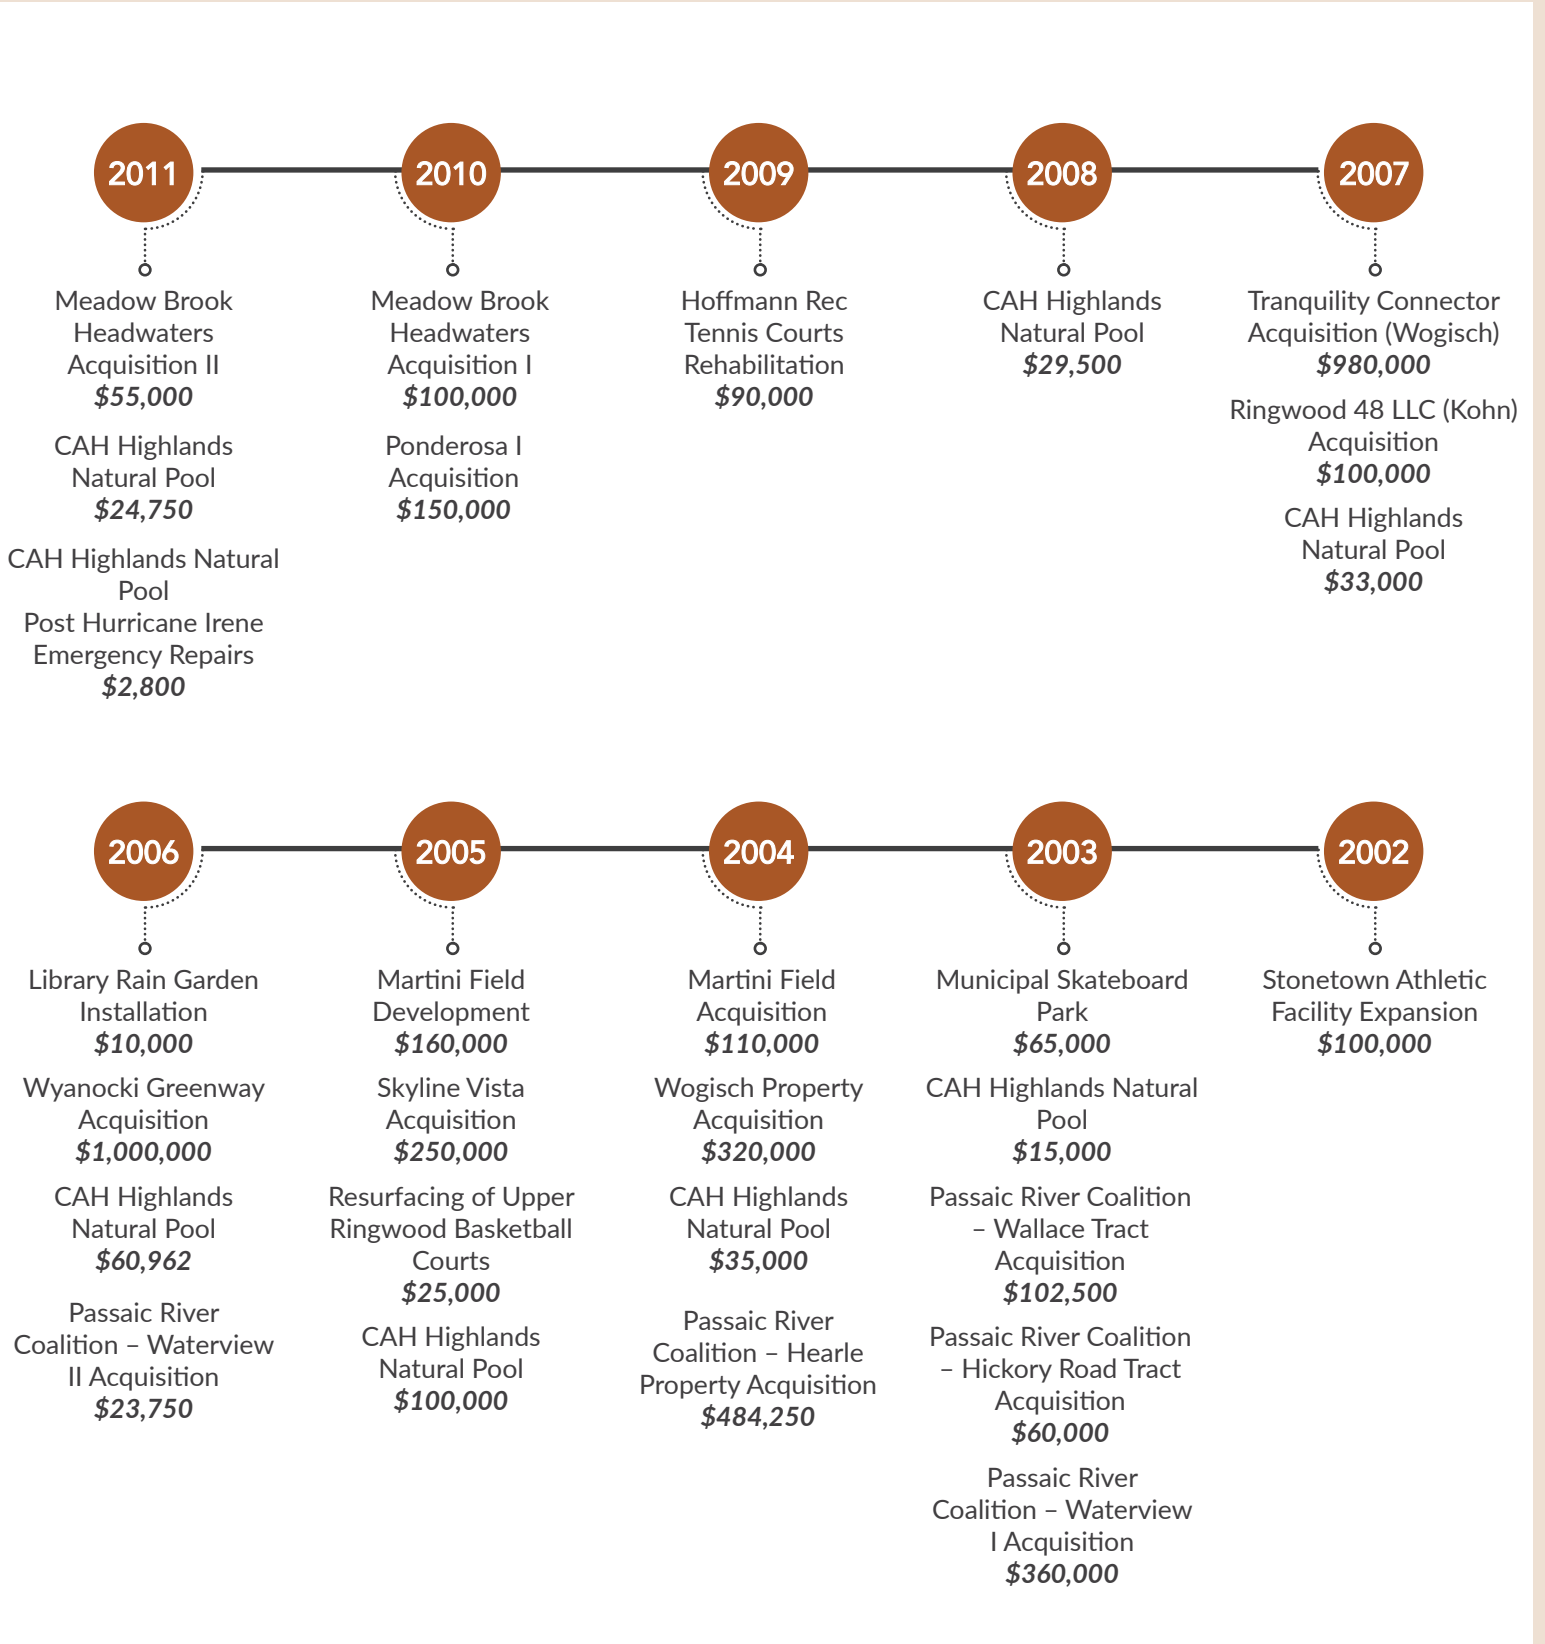 2011
Meadow Brook
Headwaters
Acquisition II
$55,000
CAH Highlands
Natural Pool
$24,750
CAH Highlands Natural
Pool
Post Hurricane Irene
Emergency Repairs
$2,800
2010
Meadow Brook
Headwaters
Acquisition I
$100,000
Ponderosa I
Acquisition
$150,000
2009
Hoffmann Rec
Tennis Courts
Rehabilitation
$90,000
2008
CAH Highlands
Natural Pool
$29,500
2007
Tranquility Connector
Acquisition (Wogisch)
$980,000
Ringwood 48 LLC (Kohn)
Acquisition
$100,000
CAH Highlands
Natural Pool
$33,000
2006
Library Rain Garden
Installation
$10,000
Wyanocki Greenway
Acquisition
$1,000,000
CAH Highlands
Natural Pool
$60,962
Passaic River
Coalition – Waterview
II Acquisition
$23,750
2005
Martini Field
Development
$160,000
Skyline Vista
Acquisition
$250,000
Resurfacing of Upper
Ringwood Basketball
Courts
$25,000
CAH Highlands
Natural Pool
$100,000
2004
Martini Field
Acquisition
$110,000
Wogisch Property
Acquisition
$320,000
CAH Highlands
Natural Pool
$35,000
Passaic River
Coalition – Hearle
Property Acquisition
$484,250
2003
Municipal Skateboard
Park
$65,000
CAH Highlands Natural
Pool
$15,000
Passaic River Coalition
– Wallace Tract
Acquisition
$102,500
Passaic River Coalition
– Hickory Road Tract
Acquisition
$60,000
Passaic River
Coalition – Waterview
I Acquisition
$360,000
2002
Stonetown Athletic
Facility Expansion
$100,000